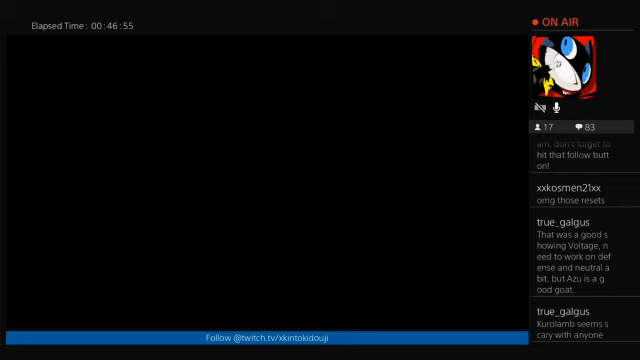 Elapsed Time : 00:46:55
ON AIR
17
83
am, don't forget to
hit that follow butt
on!
xxkosmen21xx
omg those resets
true_galgus
That was a good s
howing Voltage, n
eed to work on def
ense and neutral a
bit, but Azu is a g
ood goat.
true_galgus
Kurolamb seems s
cary with anyone
Follow @twitch.tv/xkintokidouji